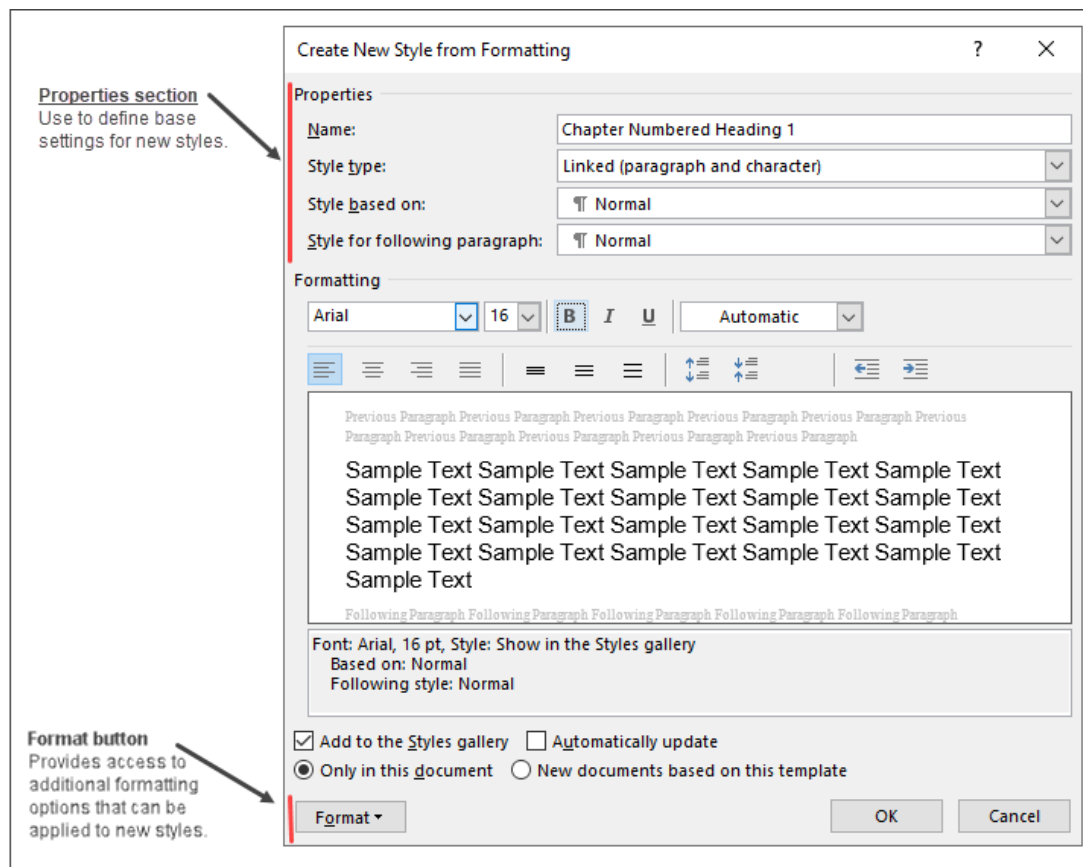 Create New Style from Formatting
?
Properties section
Use to define base
settings for new styles.
Properties
Name:
Chapter Numbered Heading 1
Style type:
Linked (paragraph and character)
Style based on:
¶ Normal
Style for following paragraph:
¶ Normal
Formatting
Arial
16
B
I
U
Automatic
Previous Paragraph Previous Paragraph Previous Paragraph Previous Paragraph Previous Paragraph Previous
Paragraph Previous Paragraph Previous Paragraph Previous Paragraph Previous Paragraph
Sample Text Sample Text Sample Text Sample Text Sample Text
Sample Text Sample Text Sample Text Sample Text Sample Text
Sample Text Sample Text Sample Text Sample Text Sample Text
Sample Text Sample Text Sample Text Sample Text Sample Text
Sample Text
Following Paragraph Following Paragraph Following Paragraph Following Paragraph Following Paragraph
Font: Arial, 16 pt, Style: Show in the Styles gallery
Based on: Normal
Following style: Normal
Format button
Provides access to
additional formatting
options that can be
applied to new styles.
Add to the Styles gallery
Automatically update
Only in this document
New documents based on this template
Format
OK
Cancel